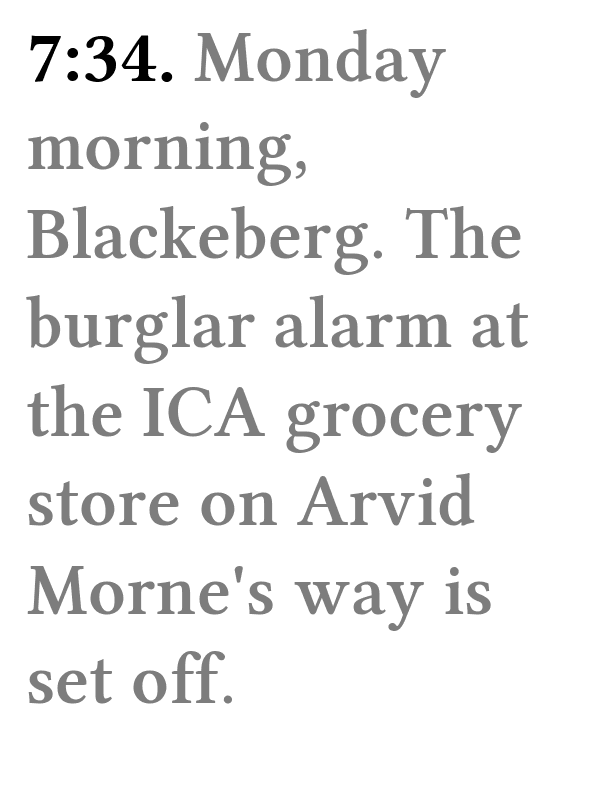 7:34. Monday
morning,
Blackeberg. The
burglar alarm at
the ICA grocery
store on Arvid
Morne's way is
set off.